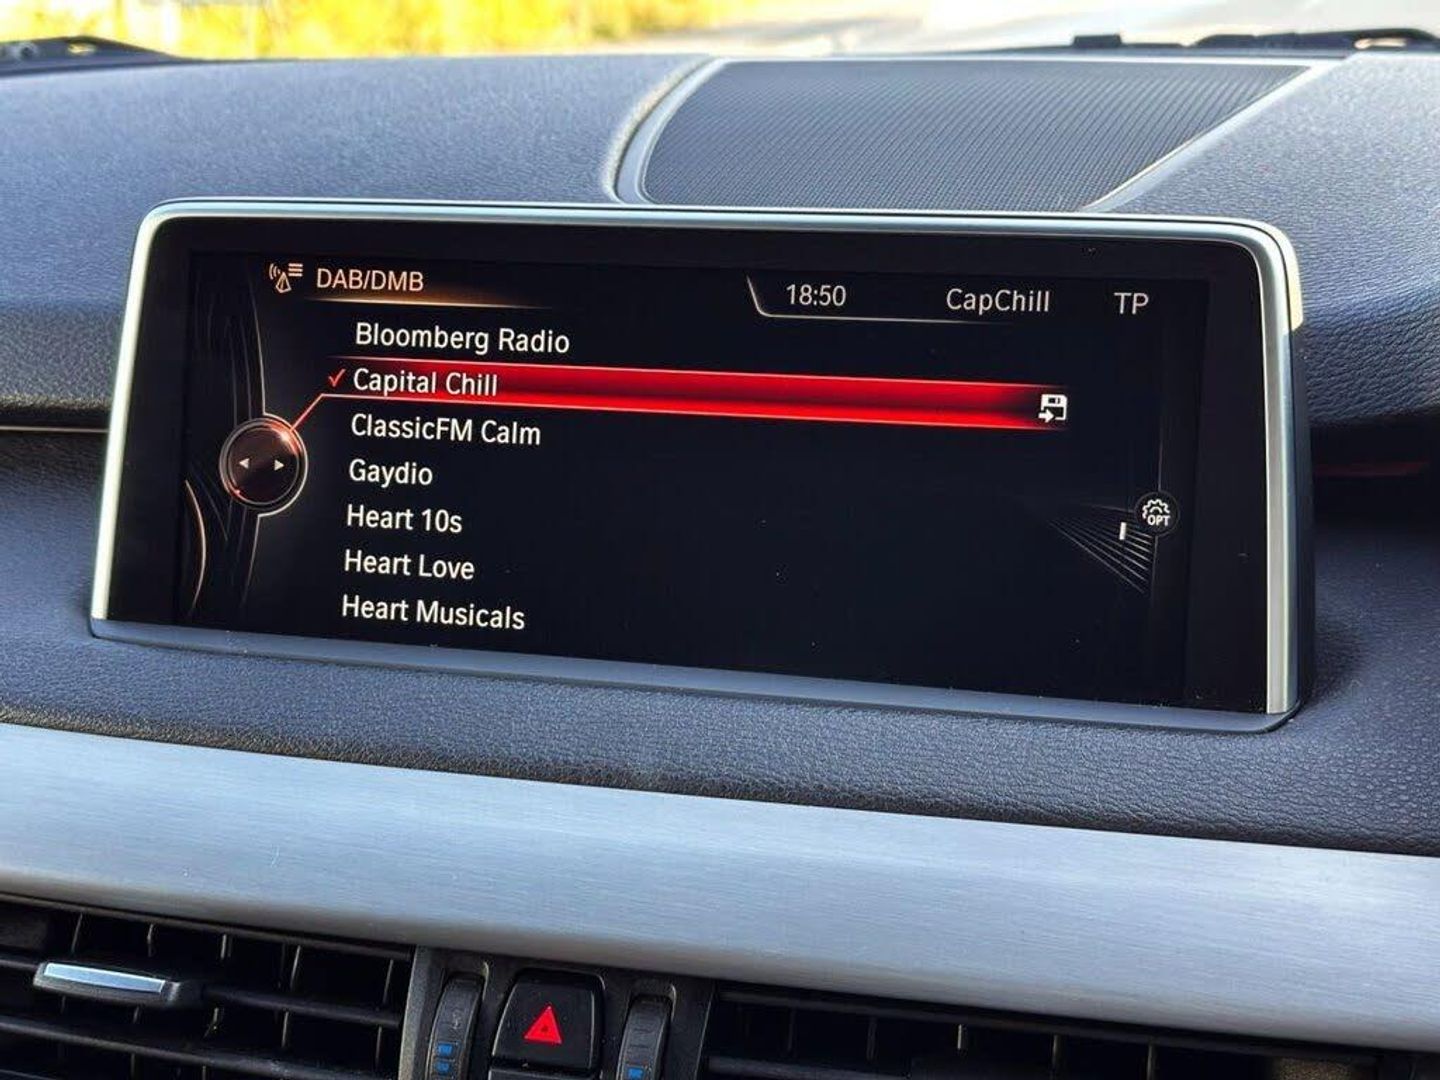 DAB/DMB
18:50 CapChill TP
Bloomberg Radio
Capital Chill
ClassicFM Calm
Gaydio
OPT
Heart 10s
Heart Love
Heart Musicals